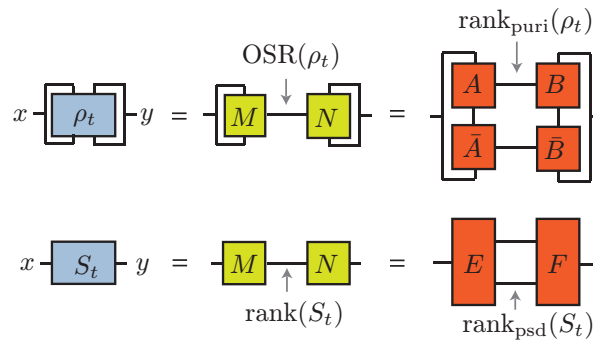 rank_puri(ρ_t)
OSR(ρ_t)
x ρ_t y = M N = A B
Ā B̄
x S_t y = M N = E F
rank(S_t)
rank_psd(S_t)